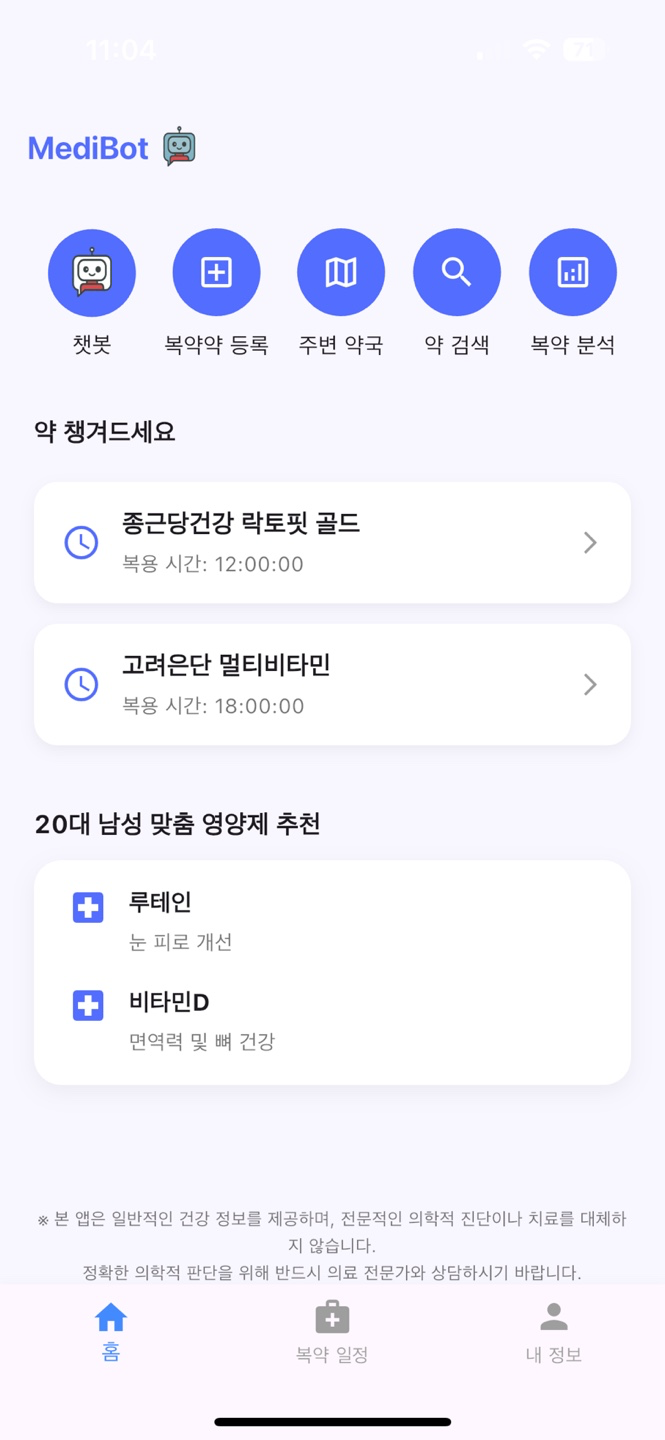 11:04
71
MediBot
챗봇
복약약 등록
주변 약국
약 검색
복약 분석
약 챙겨드세요
종근당건강 락토핏 골드
복용 시간: 12:00:00
고려은단 멀티비타민
복용 시간: 18:00:00
20대 남성 맞춤 영양제 추천
루테인
눈 피로 개선
비타민D
면역력 및 뼈 건강
※ 본 앱은 일반적인 건강 정보를 제공하며, 전문적인 의학적 진단이나 치료를 대체하
지 않습니다.
정확한 의학적 판단을 위해 반드시 의료 전문가와 상담하시기 바랍니다.
홈
복약 일정
내 정보